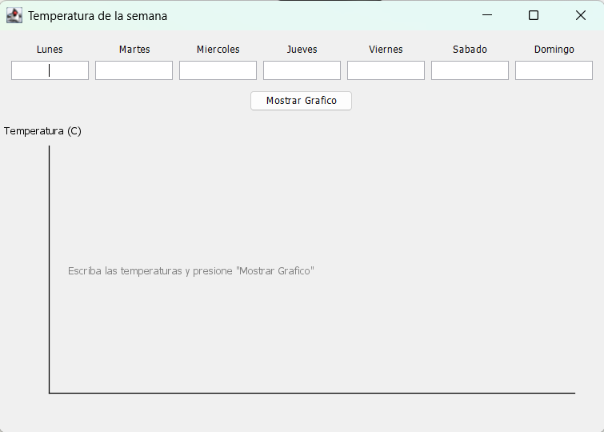 Temperatura de la semana
Lunes Martes Miercoles Jueves Viernes Sabado Domingo
Mostrar Grafico
Temperatura (C)
Escriba las temperaturas y presione "Mostrar Grafico"